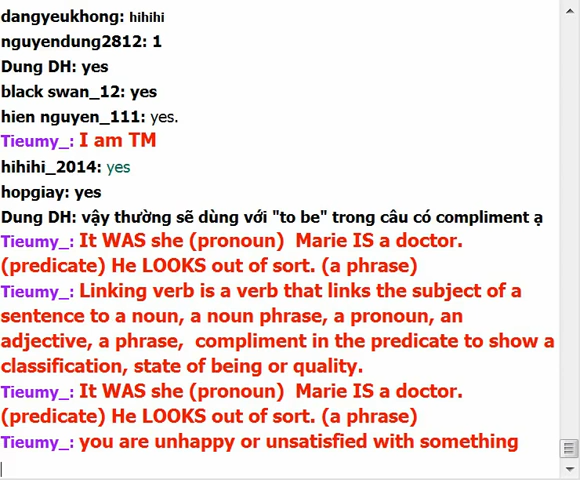 dangyeukhong: hihihi
nguyendung2812: 1
Dung DH: yes
black swan_12: yes
hien nguyen_111: yes.
Tieumy_: I am TM
hihihi_2014: yes
hopgiay: yes
Dung DH: vậy thường sẽ dùng với "to be" trong câu có compliment ạ
Tieumy_: It WAS she (pronoun)  Marie IS a doctor.
(predicate) He LOOKS out of sort. (a phrase)
Tieumy_: Linking verb is a verb that links the subject of a
sentence to a noun, a noun phrase, a pronoun, an
adjective, a phrase,  compliment in the predicate to show a
classification, state of being or quality.
Tieumy_: It WAS she (pronoun)  Marie IS a doctor.
(predicate) He LOOKS out of sort. (a phrase)
Tieumy_: you are unhappy or unsatisfied with something